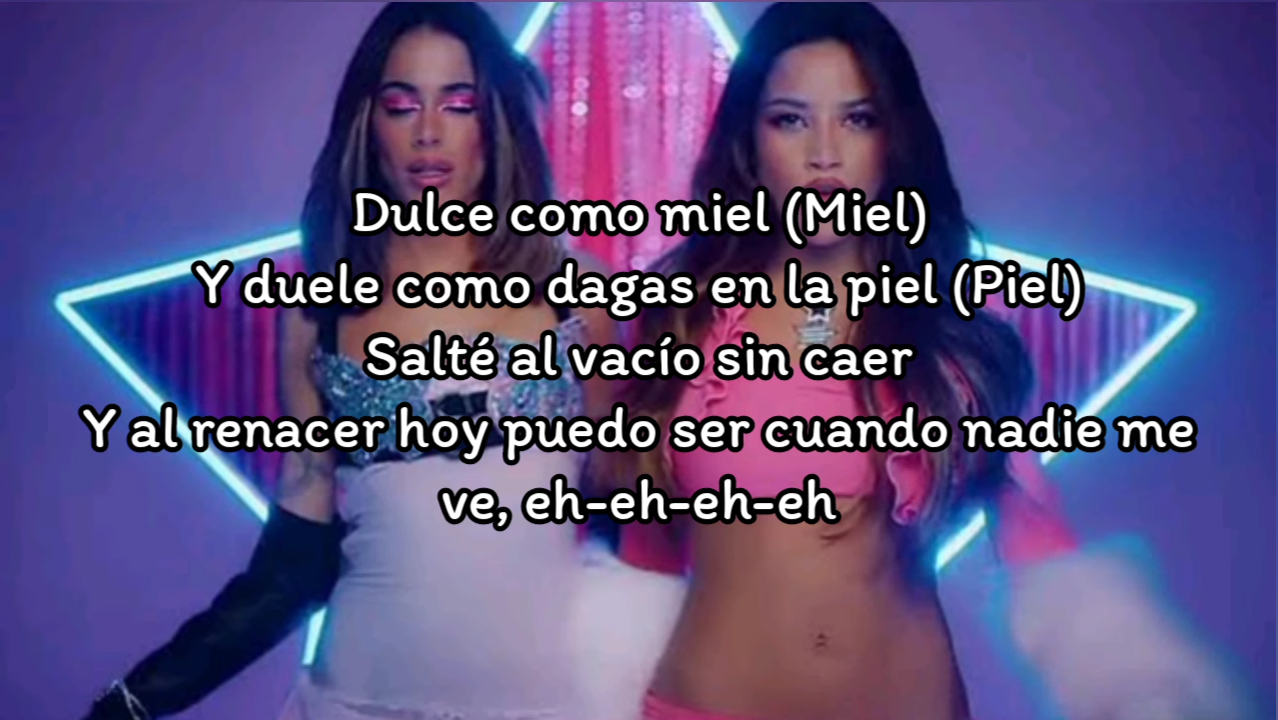 Dulce como miel (Miel)
Y duele como dagas en la piel (Piel)
Salté al vacío sin caer
Y al renacer hoy puedo ser cuando nadie me
ve, eh-eh-eh-eh